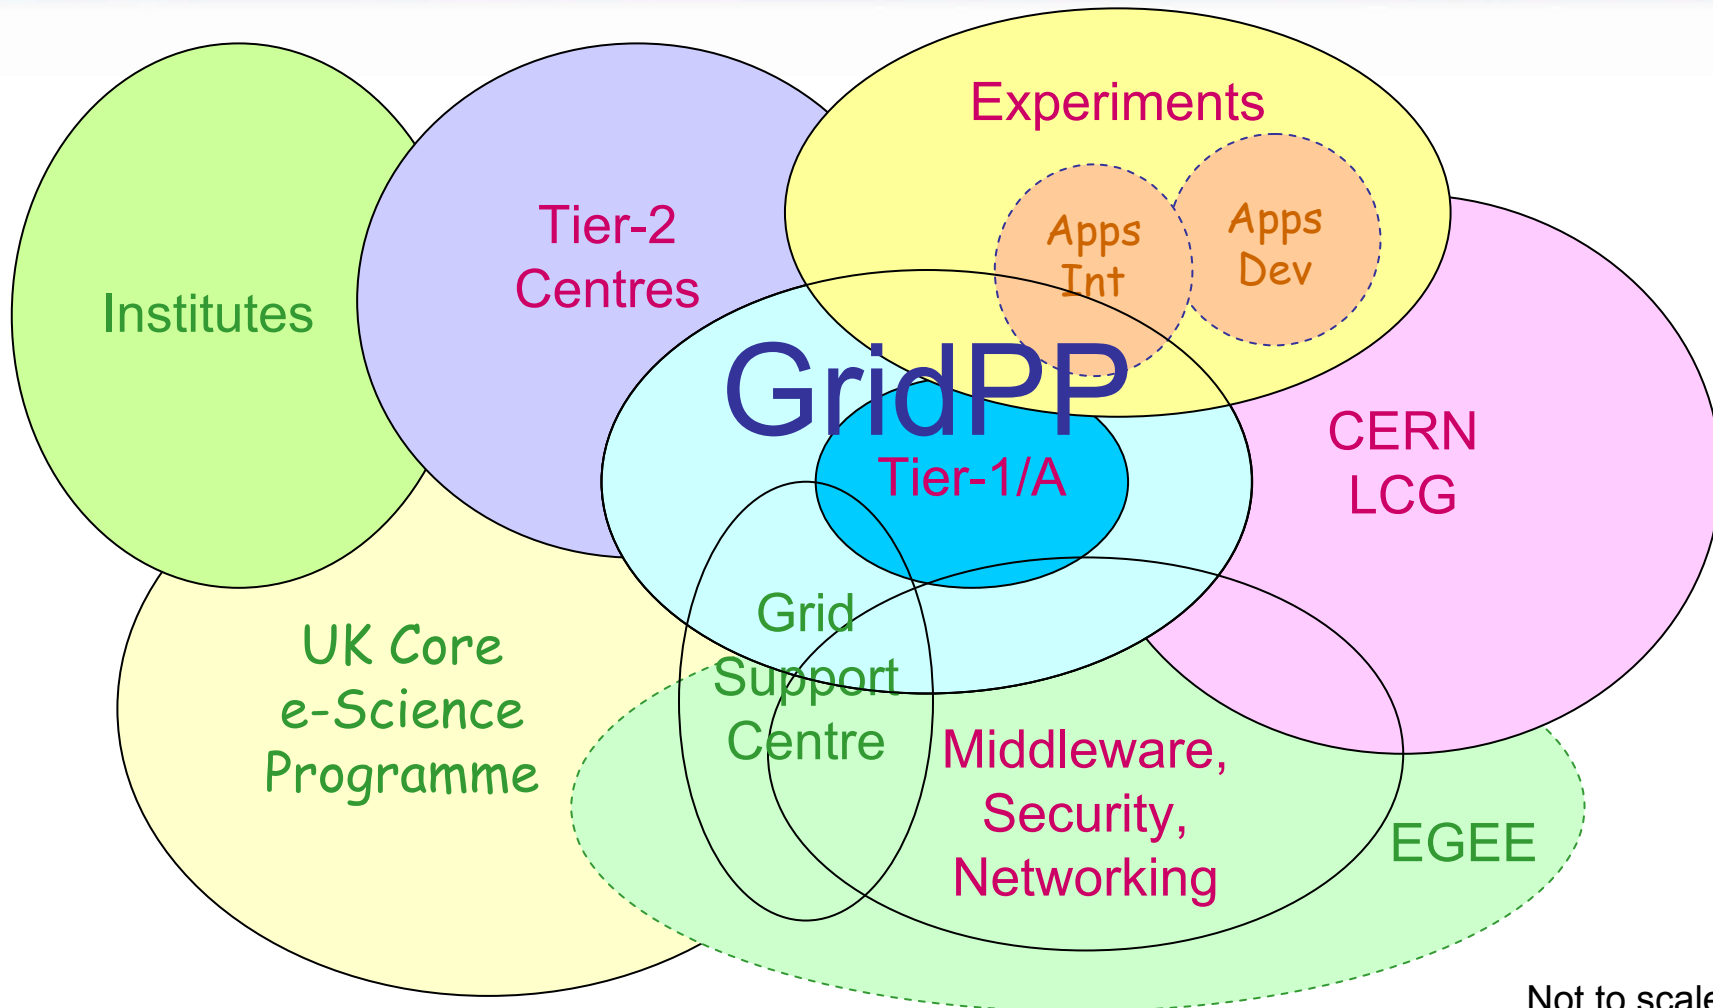 Experiments
Apps
Int
Apps
Dev
Tier-2
Centres
Institutes
GridPP
Tier-1/A
CERN
LCG
Grid
Support
Centre
UK Core
e-Science
Programme
Middleware,
Security,
Networking
EGEE
Not to scale